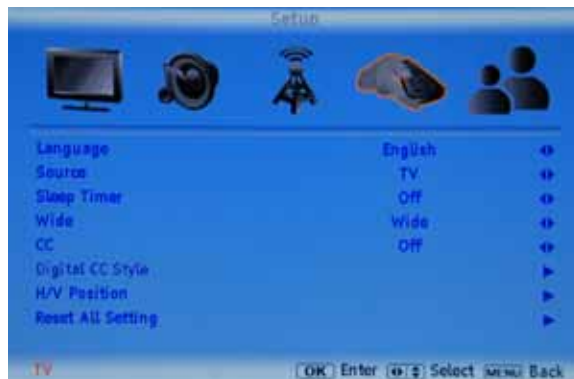 Setup
Language English
Source TV
Sleep Timer Off
Wide Wide
CC Off
Digital CC Style
H/V Position
Reset All Setting
TV OK Enter Select MENU Back